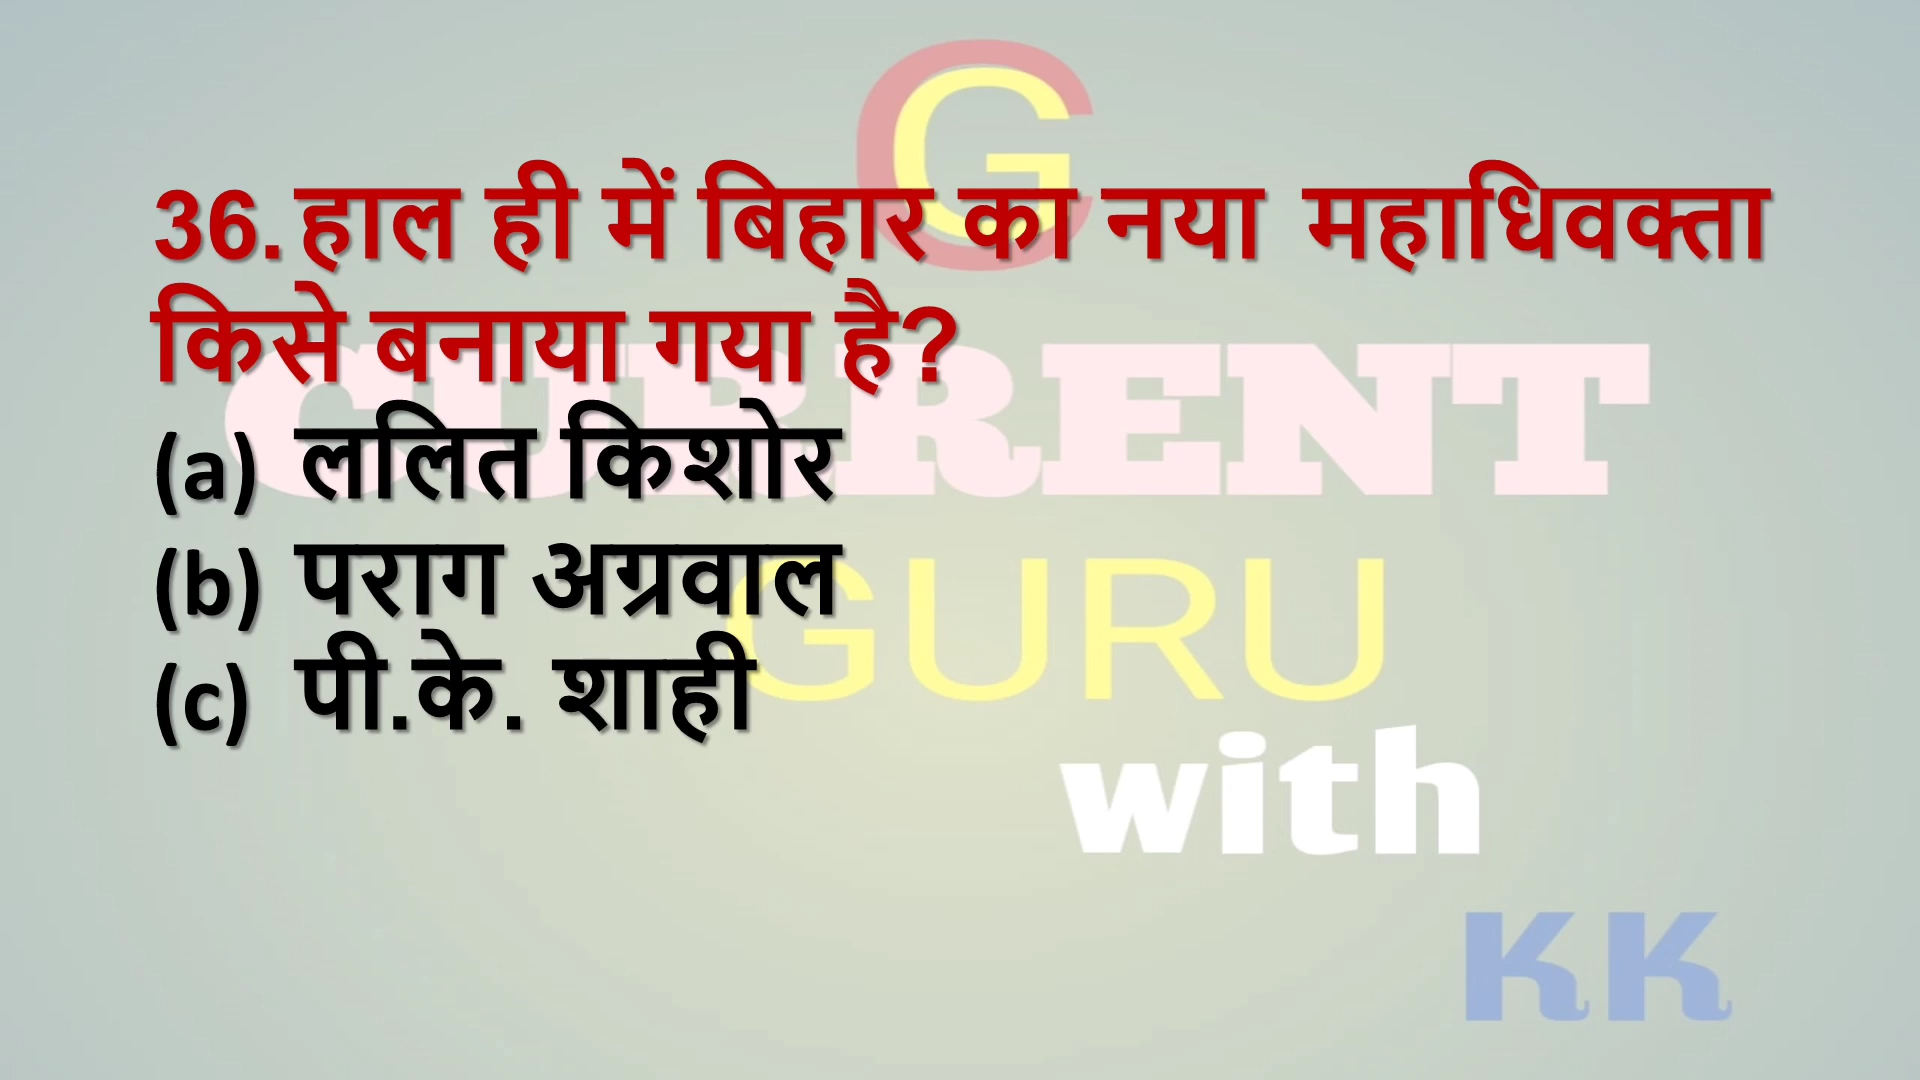 G
36. हाल ही में बिहार का नया महाधिवक्ता
किसे बनाया गया है?
CURRENT
(a) ललित किशोर
(b) पराग अग्रवाल
GURU
(c) पी.के. शाही
with
KK